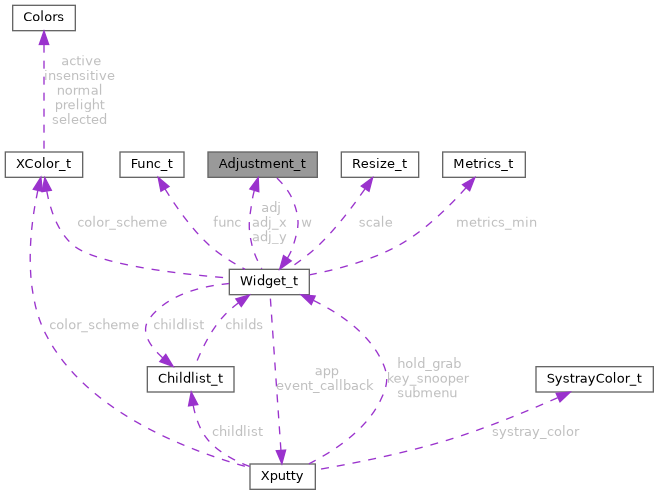 Colors
active
insensitive
normal
prelight
selected
XColor_t
Func_t
Adjustment_t
Resize_t
Metrics_t
color_scheme
func
adj
adj_x
adj_y
w
scale
metrics_min
Widget_t
color_scheme
childlist
childs
Childlist_t
app
event_callback
hold_grab
key_snooper
submenu
SystrayColor_t
childlist
systray_color
Xputty